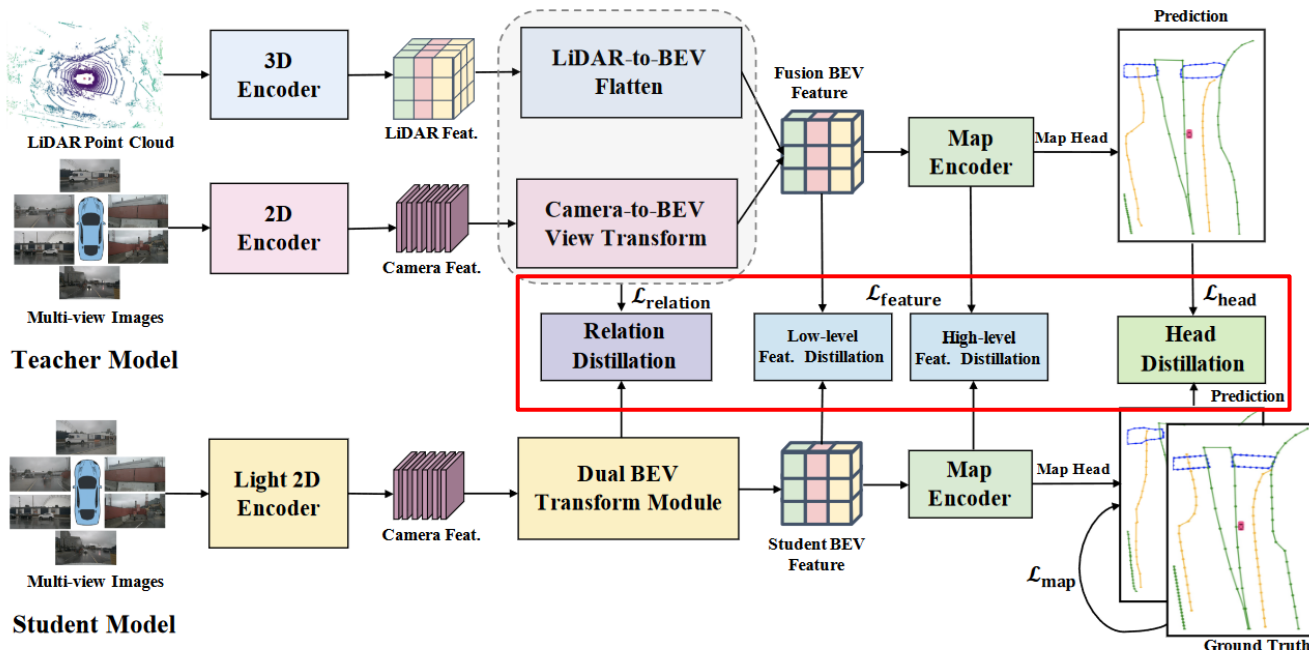 Prediction
3D
Encoder
LiDAR-to-BEV
Flatten
Fusion BEV
Feature
LiDAR Feat.
LiDAR Point Cloud
Map
Encoder
Map Head
2D
Encoder
Camera-to-BEV
View Transform
Camera Feat.
Multi-view Images
ℒrelation
ℒfeature
ℒhead
Teacher Model
Relation
Distillation
Low-level
Feat. Distillation
High-level
Feat. Distillation
Head
Distillation
Prediction
Light 2D
Encoder
Dual BEV
Transform Module
Map
Encoder
Map Head
Camera Feat.
Student BEV
Feature
Multi-view Images
ℒmap
Student Model
Ground Truth